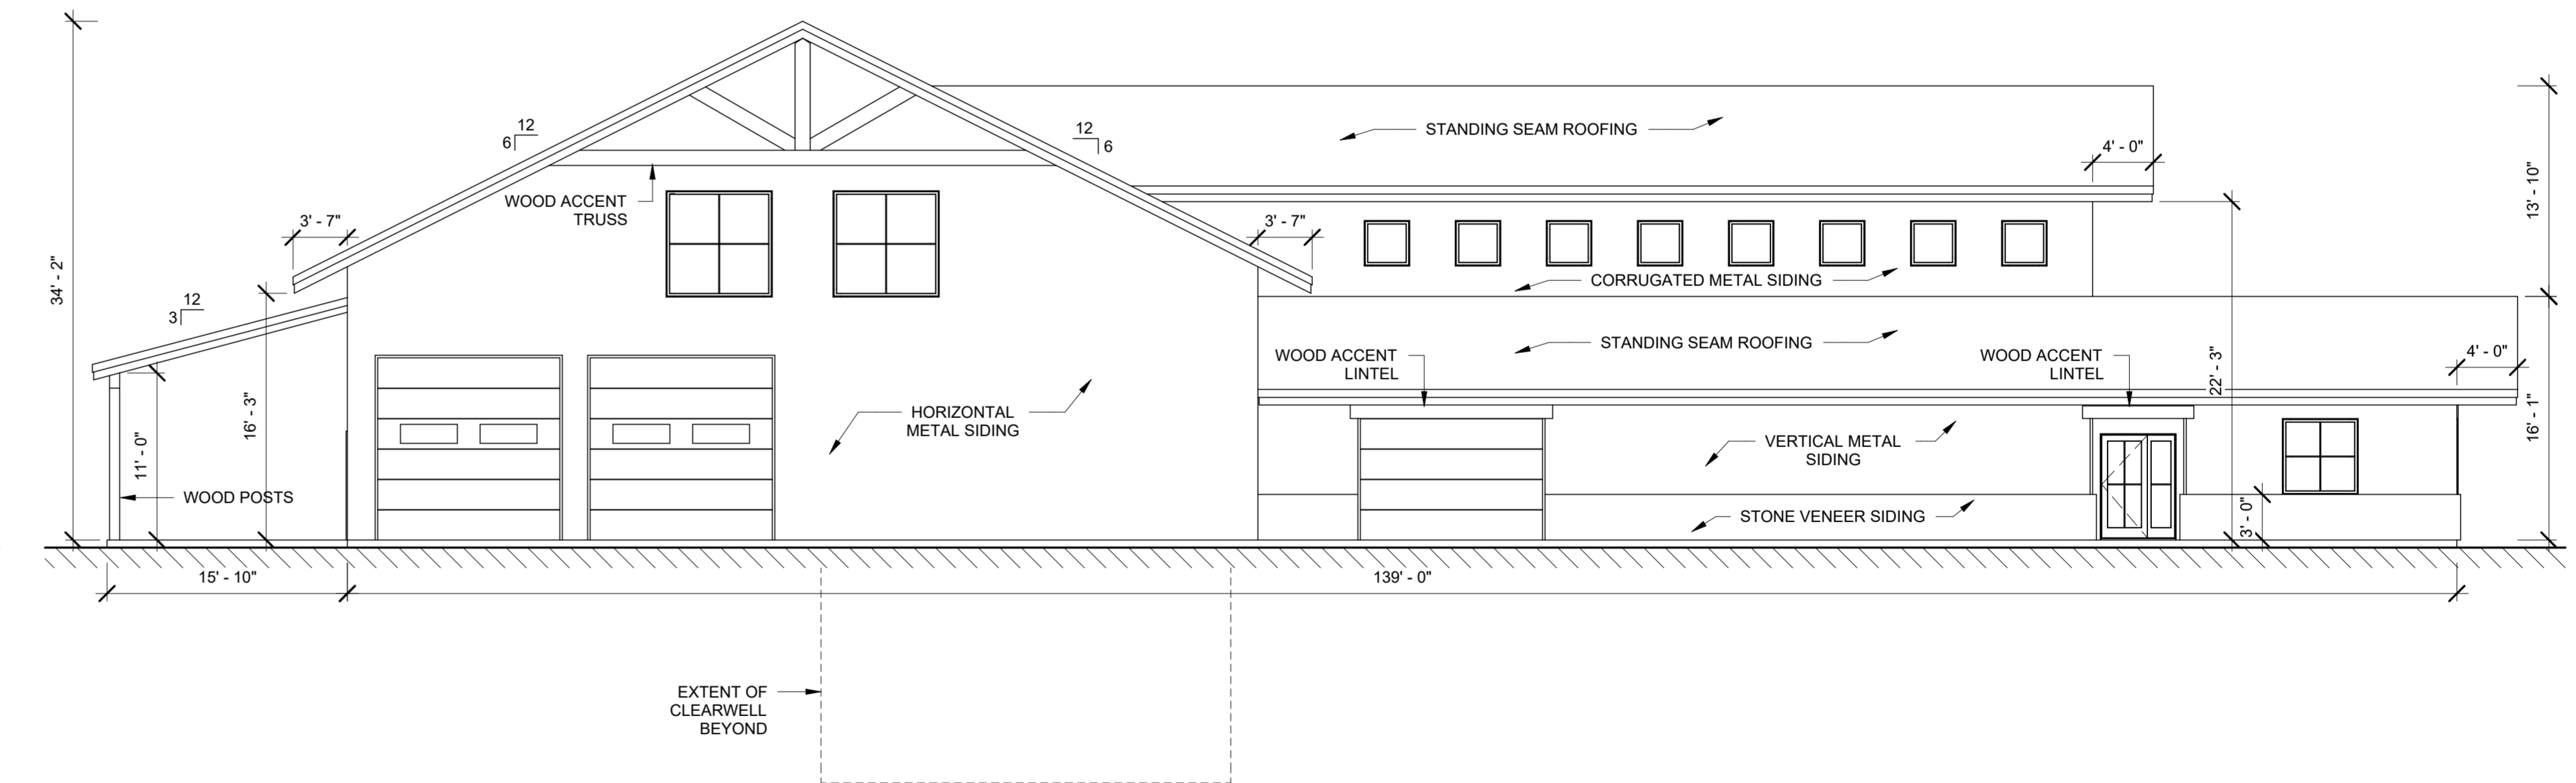 34' - 2"
12
6
12
6
STANDING SEAM ROOFING
4' - 0"
13' - 10"
WOOD ACCENT
TRUSS
3' - 7"
3' - 7"
CORRUGATED METAL SIDING
12
3
STANDING SEAM ROOFING
WOOD ACCENT
LINTEL
WOOD ACCENT
LINTEL
4' - 0"
22' - 3"
16' - 1"
16' - 3"
11' - 0"
HORIZONTAL
METAL SIDING
VERTICAL METAL
SIDING
WOOD POSTS
STONE VENEER SIDING
3' - 0"
15' - 10"
139' - 0"
EXTENT OF
CLEARWELL
BEYOND